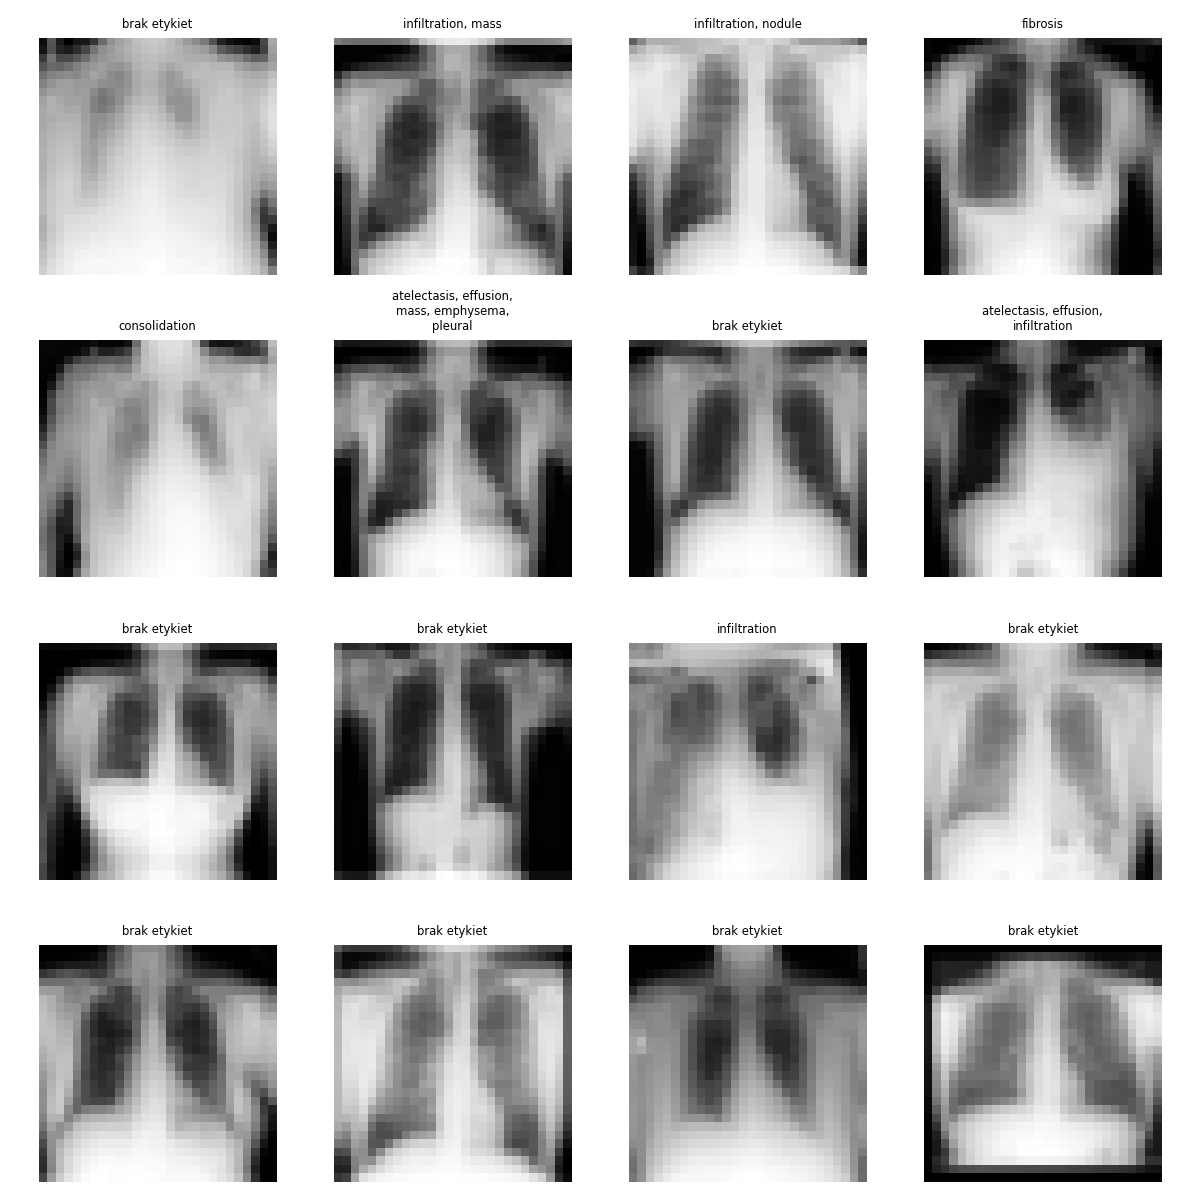 brak etykiet
infiltration, mass
infiltration, nodule
fibrosis
consolidation
atelectasis, effusion,
mass, emphysema,
pleural
brak etykiet
atelectasis, effusion,
infiltration
brak etykiet
brak etykiet
infiltration
brak etykiet
brak etykiet
brak etykiet
brak etykiet
brak etykiet